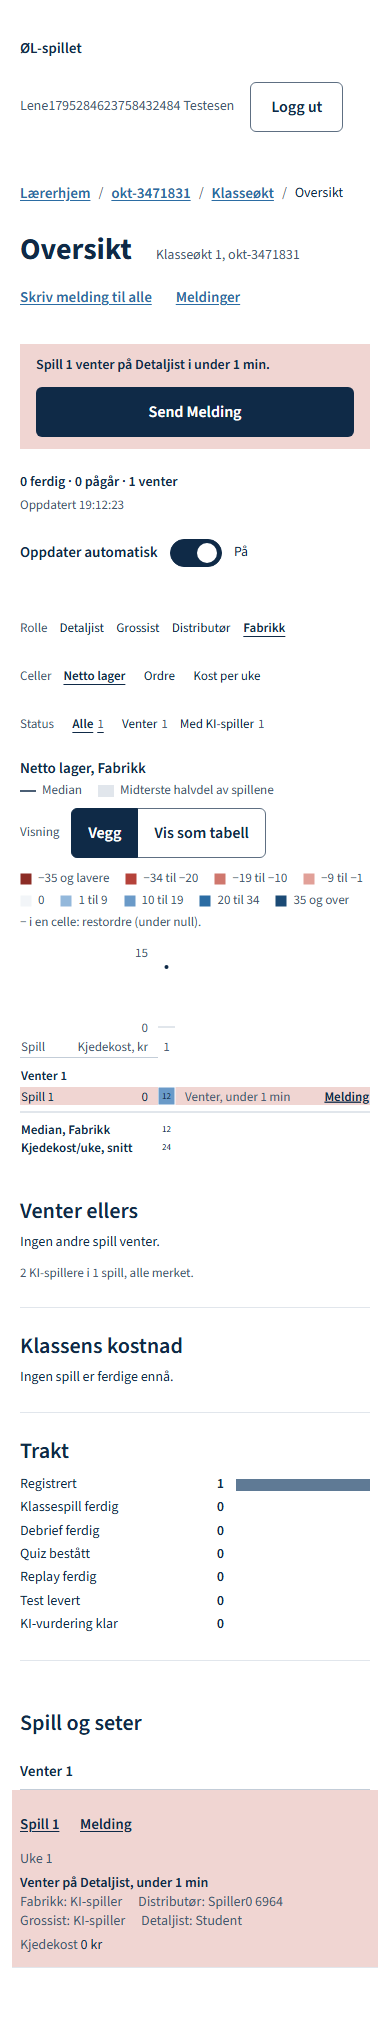 ØL-spillet
Lene1795284623758432484 Testesen Logg ut
Lærerhjem / okt-3471831 / Klasseøkt / Oversikt
Oversikt Klasseøkt 1, okt-3471831
Skriv melding til alle Meldinger
Spill 1 venter på Detaljist i under 1 min.
Send Melding
0 ferdig · 0 pågår · 1 venter
Oppdatert 19:12:23
Oppdater automatisk På
Rolle Detaljist Grossist Distributør Fabrikk
Celler Netto lager Ordre Kost per uke
Status Alle 1 Venter 1 Med KI-spiller 1
Netto lager, Fabrikk
Median Midterste halvdel av spillene
Visning Vegg Vis som tabell
−35 og lavere −34 til −20 −19 til −10 −9 til −1
0 1 til 9 10 til 19 20 til 34 35 og over
− i en celle: restordre (under null).
15
0
Spill Kjedekost, kr 1
Venter 1
Spill 1 0 12 Venter, under 1 min Melding
Median, Fabrikk 12
Kjedekost/uke, snitt 24
Venter ellers
Ingen andre spill venter.
2 KI-spillere i 1 spill, alle merket.
Klassens kostnad
Ingen spill er ferdige ennå.
Trakt
Registrert 1
Klassespill ferdig 0
Debrief ferdig 0
Quiz bestått 0
Replay ferdig 0
Test levert 0
KI-vurdering klar 0
Spill og seter
Venter 1
Spill 1 Melding
Uke 1
Venter på Detaljist, under 1 min
Fabrikk: KI-spiller Distributør: Spiller0 6964
Grossist: KI-spiller Detaljist: Student
Kjedekost 0 kr